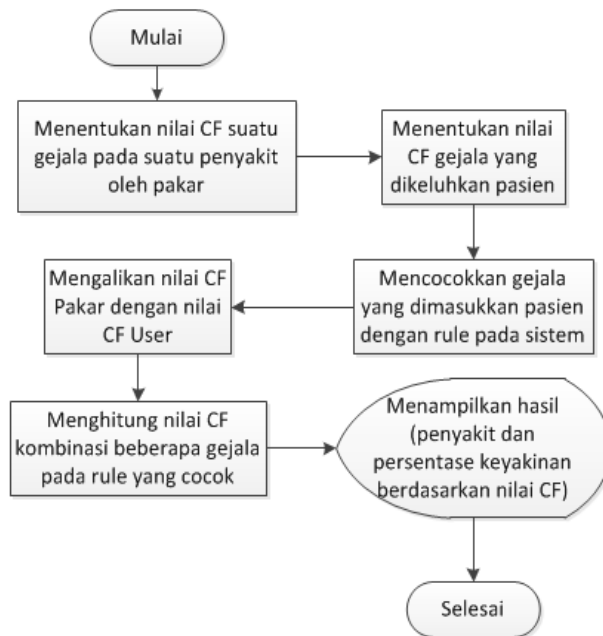 Mulai
Menentukan nilai CF suatu
gejala pada suatu penyakit
oleh pakar
Menentukan nilai
CF gejala yang
dikeluhkan pasien
Mencocokkan gejala
yang dimasukkan pasien
dengan rule pada sistem
Mengalikan nilai CF
Pakar dengan nilai
CF User
Menghitung nilai CF
kombinasi beberapa gejala
pada rule yang cocok
Menampilkan hasil
(penyakit dan
persentase keyakinan
berdasarkan nilai CF)
Selesai